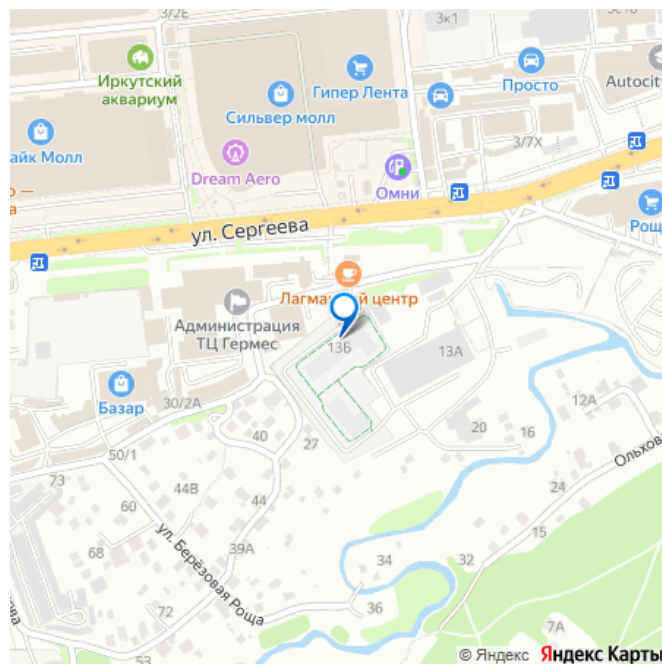 3/2Е
3к1
Иркутский
аквариум
Гипер Лента
Просто
Autocity
Сильвер молл
айк Молл
3/7Х
Dream Aero
Омни
о —
а
Рощ
ул. Сергеева
Лагма
й центр
Администрация
ТЦ Гермес
13Б
13А
Базар
30/2А
12А
40
27
20
16
50/1
Ольхова
73
44В
44
24
60
15
ул. Берёзовая Роща
39А
68
34
32
36
72
7А
53
ова
© Яндекс Яндекс Карты